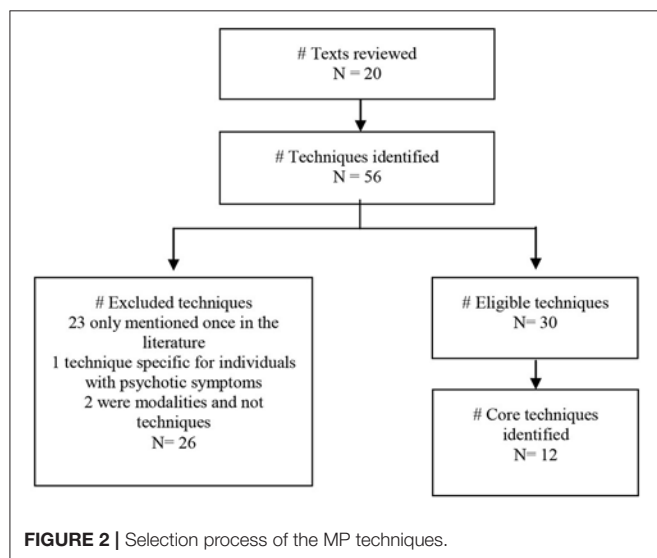 # Texts reviewed
N = 20
# Techniques identified
N = 56
# Excluded techniques
23 only mentioned once in the
literature
1 technique specific for individuals
with psychotic symptoms
2 were modalities and not
techniques
N= 26
# Eligible techniques
N= 30
# Core techniques
identified
N= 12
FIGURE 2 | Selection process of the MP techniques.